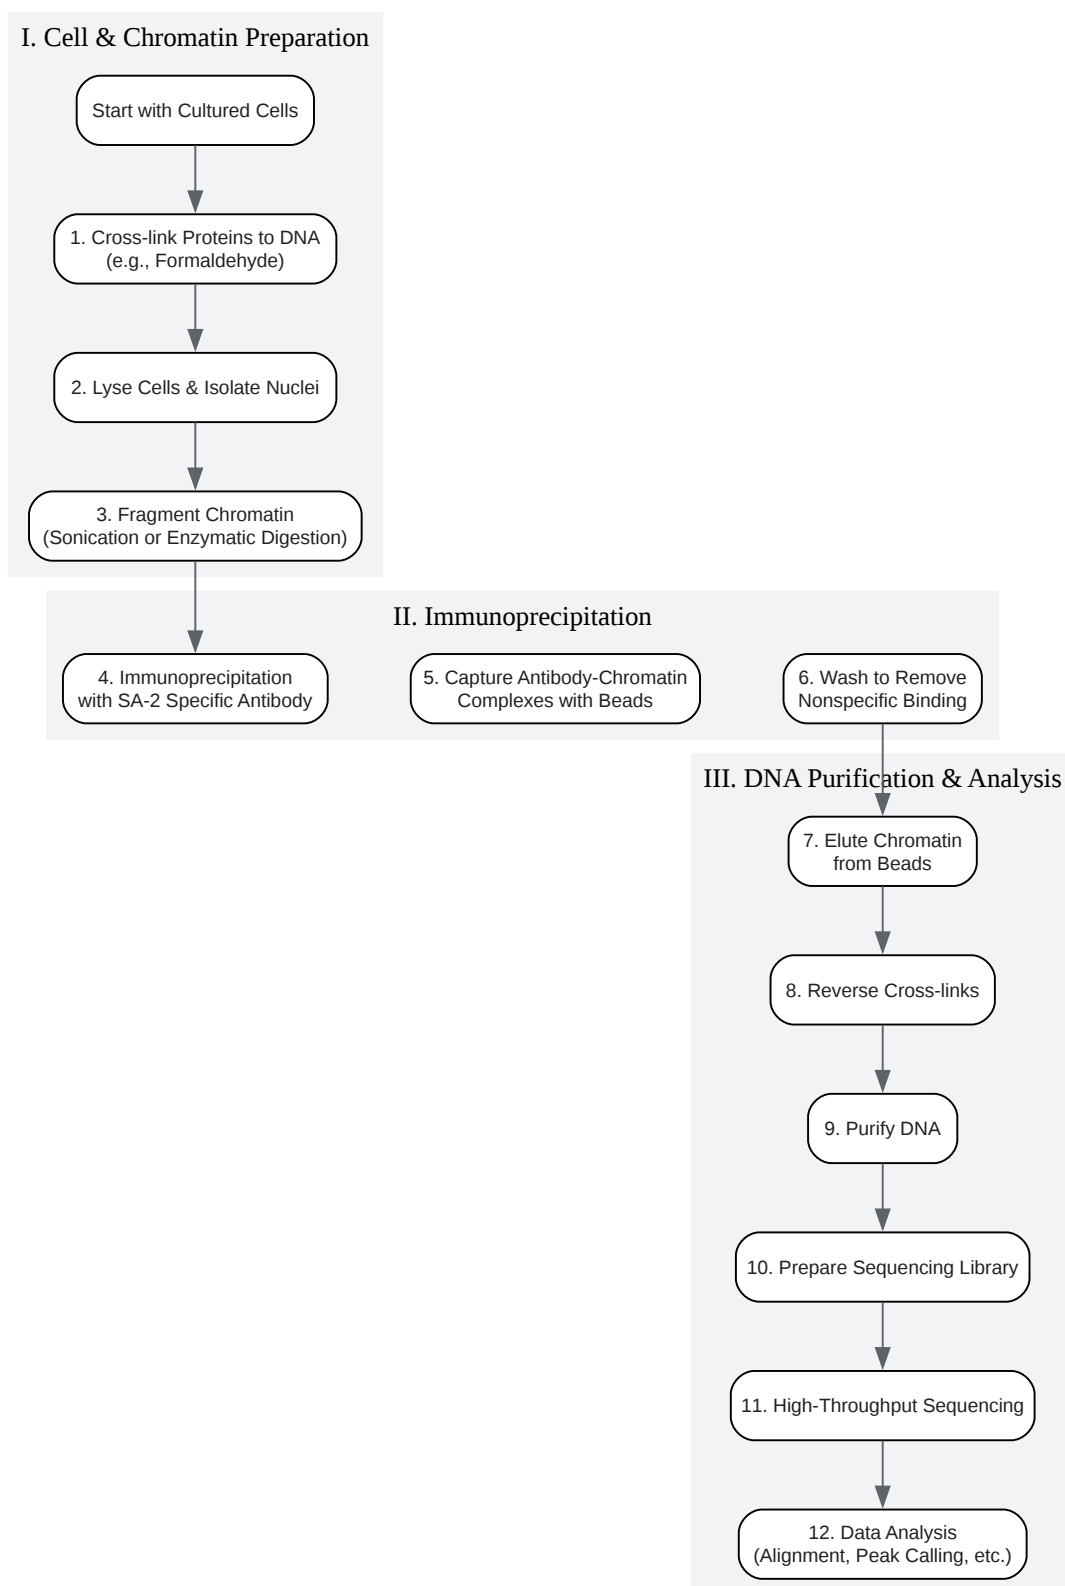 I. Cell & Chromatin Preparation
Start with Cultured Cells
1. Cross-link Proteins to DNA
(e.g., Formaldehyde)
2. Lyse Cells & Isolate Nuclei
3. Fragment Chromatin
(Sonication or Enzymatic Digestion)
II. Immunoprecipitation
4. Immunoprecipitation
with SA-2 Specific Antibody
5. Capture Antibody-Chromatin
Complexes with Beads
6. Wash to Remove
Nonspecific Binding
III. DNA Purification & Analysis
7. Elute Chromatin
from Beads
8. Reverse Cross-links
9. Purify DNA
10. Prepare Sequencing Library
11. High-Throughput Sequencing
12. Data Analysis
(Alignment, Peak Calling, etc.)